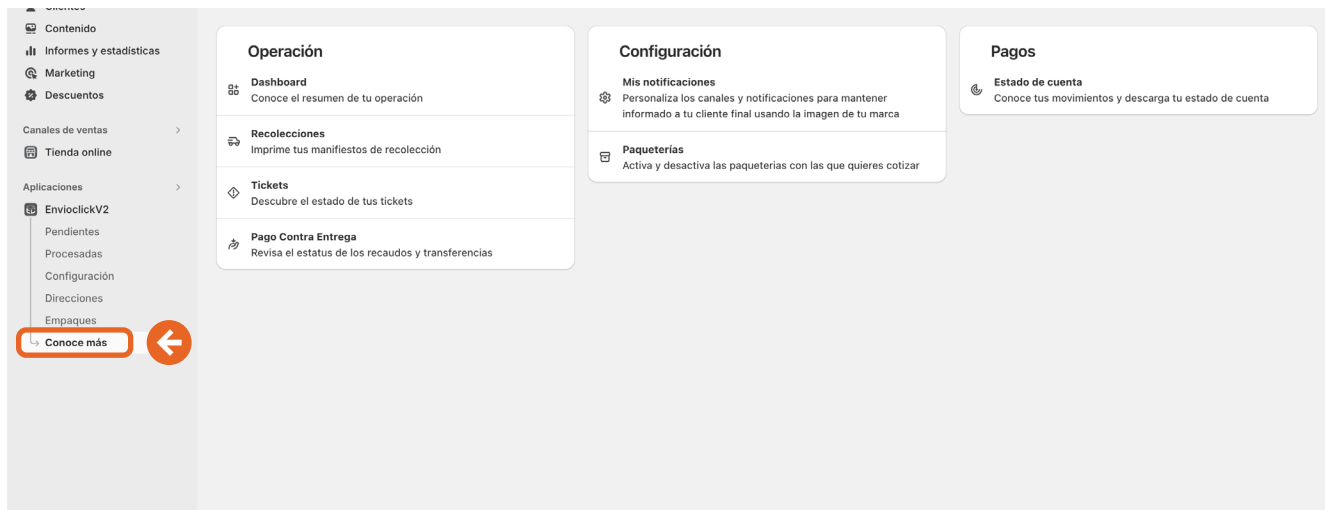 Clientes
Contenido
Informes y estadísticas
Marketing
Descuentos
Canales de ventas
Tienda online
Aplicaciones
EnvioclickV2
Pendientes
Procesadas
Configuración
Direcciones
Empaques
Conoce más
Operación
Dashboard
Conoce el resumen de tu operación
Recolecciones
Imprime tus manifiestos de recolección
Tickets
Descubre el estado de tus tickets
Pago Contra Entrega
Revisa el estatus de los recaudos y transferencias
Configuración
Mis notificaciones
Personaliza los canales y notificaciones para mantener
informado a tu cliente final usando la imagen de tu marca
Paqueterías
Activa y desactiva las paqueterias con las que quieres cotizar
Pagos
Estado de cuenta
Conoce tus movimientos y descarga tu estado de cuenta